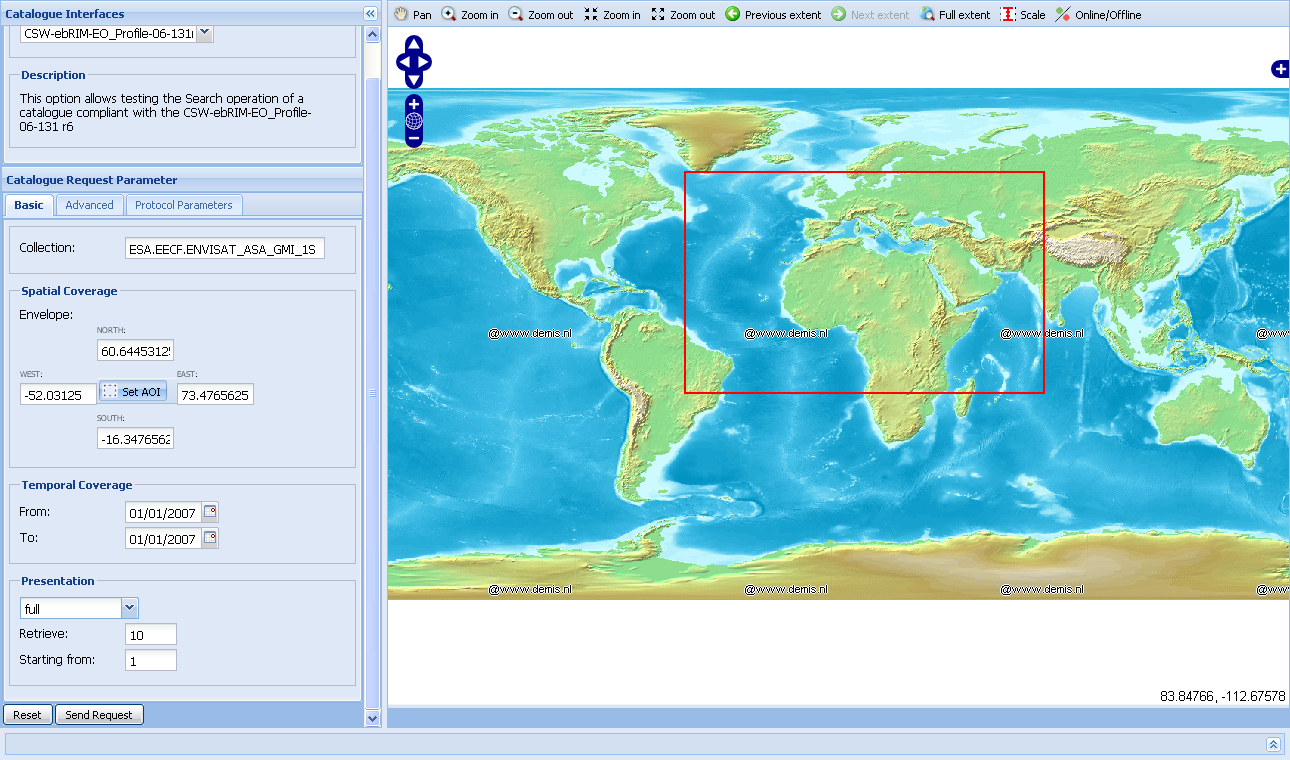 Catalogue Interfaces
CSW-ebRIM-EO_Profile-06-131
Description
This option allows testing the Search operation of a
catalogue compliant with the CSW-ebRIM-EO_Profile-
06-131 r6
Catalogue Request Parameter
Basic Advanced Protocol Parameters
Collection: ESA.EECF.ENVISAT_ASA_GMI_1S
Spatial Coverage
Envelope:
NORTH:
60.64453125
WEST: EAST:
-52.03125 Set AOI 73.4765625
SOUTH:
-16.3476562
Temporal Coverage
From: 01/01/2007
To: 01/01/2007
Presentation
full
Retrieve: 10
Starting from: 1
Reset Send Request
Pan Zoom in Zoom out Zoom in Zoom out Previous extent Next extent Full extent Scale Online/Offline
@www.demis.nl @www.demis.nl @www.demis.nl @ww
@www.demis.nl @www.demis.nl @www.demis.nl @ww
83.84766, -112.67578